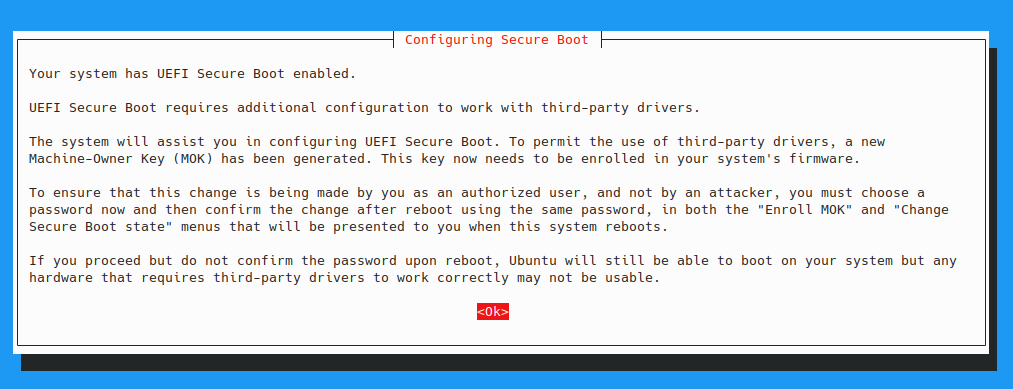 Configuring Secure Boot
Your system has UEFI Secure Boot enabled.
UEFI Secure Boot requires additional configuration to work with third-party drivers.
The system will assist you in configuring UEFI Secure Boot. To permit the use of third-party drivers, a new
Machine-Owner Key (MOK) has been generated. This key now needs to be enrolled in your system's firmware.
To ensure that this change is being made by you as an authorized user, and not by an attacker, you must choose a
password now and then confirm the change after reboot using the same password, in both the "Enroll MOK" and "Change
Secure Boot state" menus that will be presented to you when this system reboots.
If you proceed but do not confirm the password upon reboot, Ubuntu will still be able to boot on your system but any
hardware that requires third-party drivers to work correctly may not be usable.
<Ok>